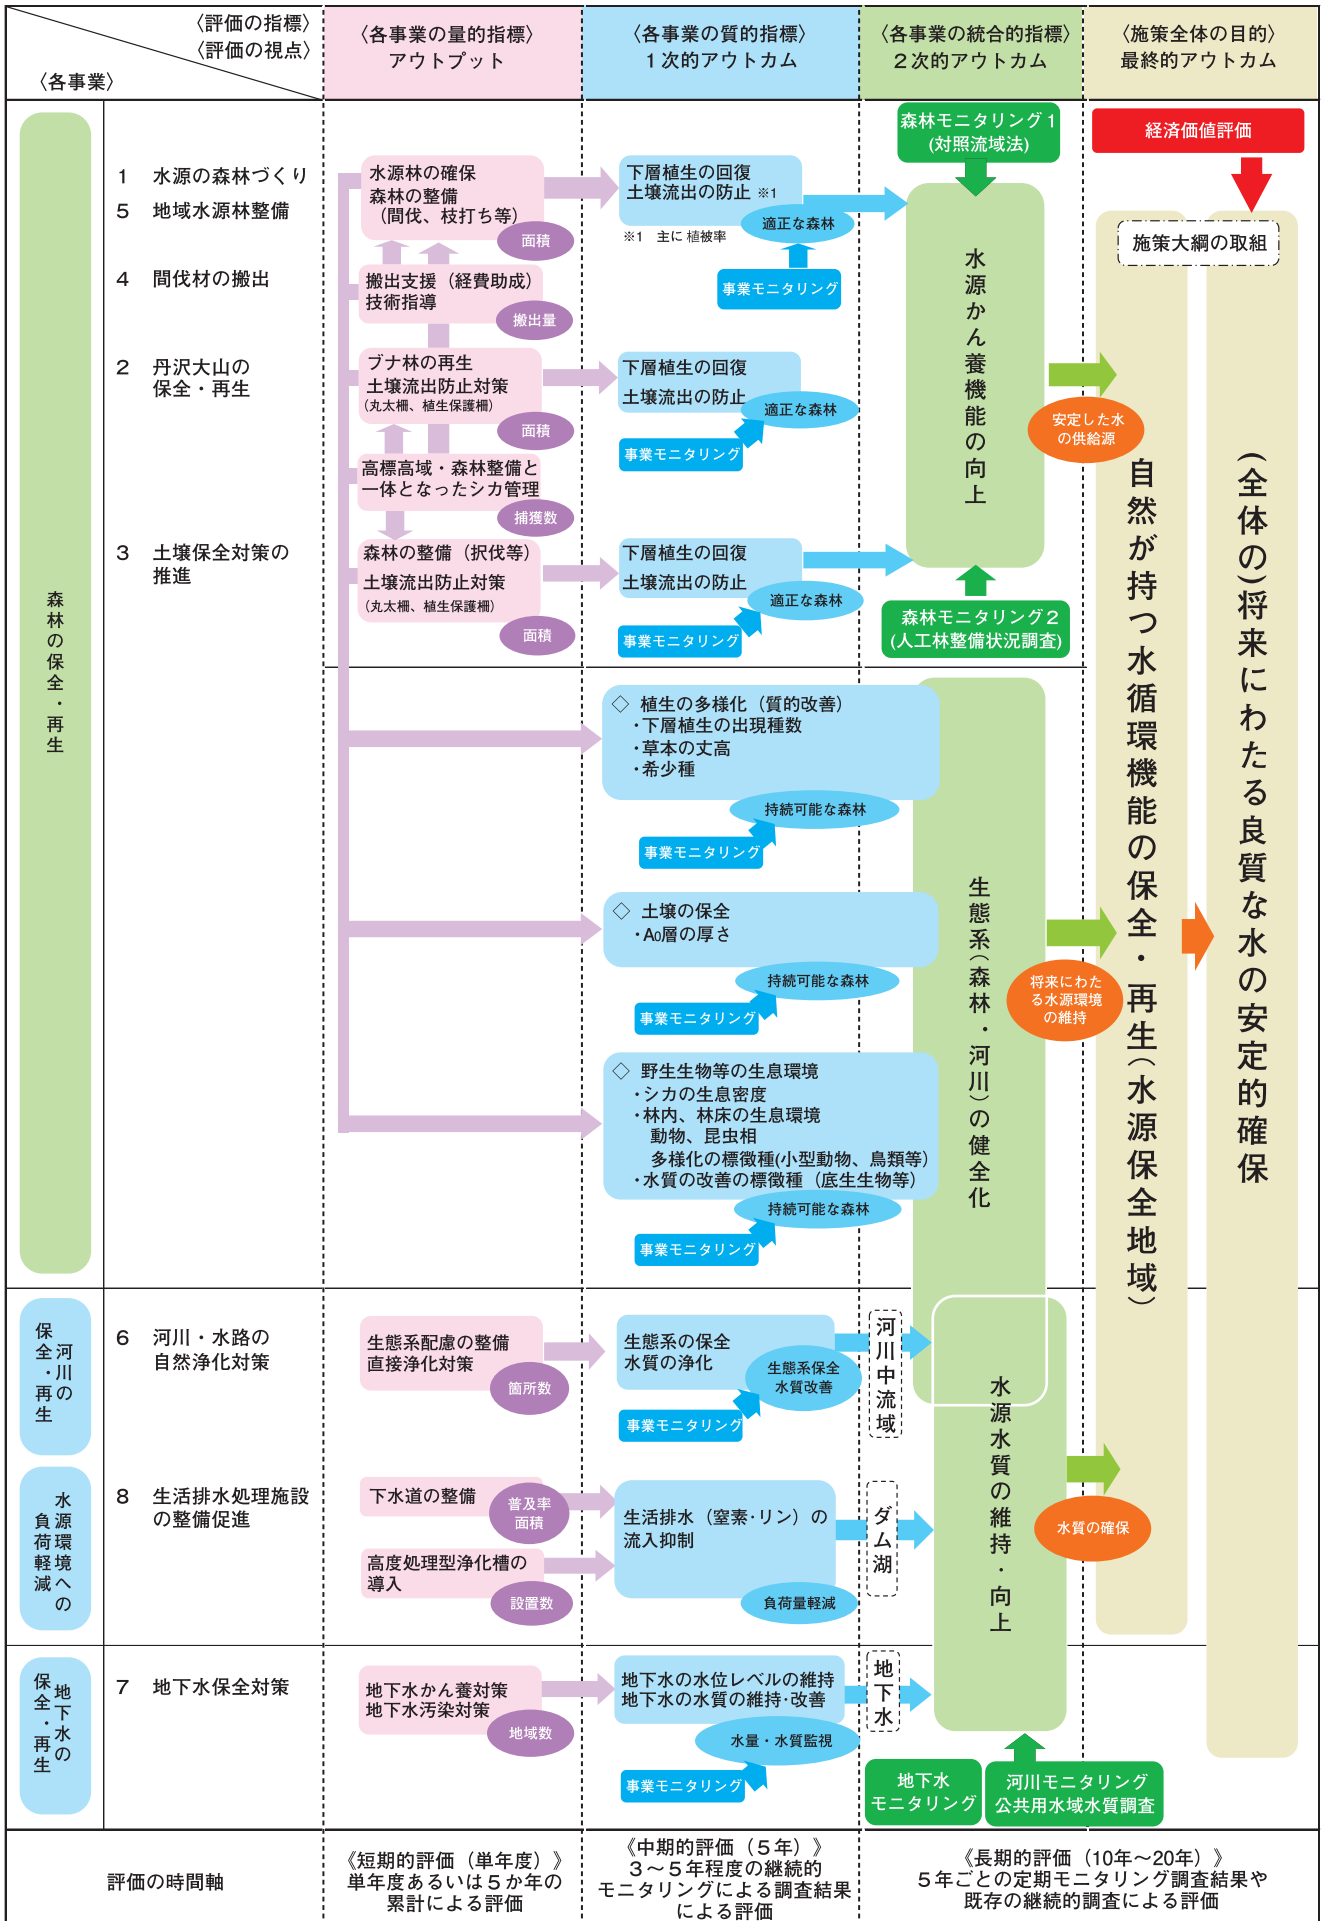 〈評価の指標〉
〈評価の視点〉
〈各事業〉
〈各事業の量的指標〉
アウトプット
〈各事業の質的指標〉
１次的アウトカム
〈各事業の統合的指標〉
２次的アウトカム
〈施策全体の目的〉
最終的アウトカム
森林の保全・再生
1 水源の森林づくり
5 地域水源林整備
4 間伐材の搬出
2 丹沢大山の
保全・再生
3 土壌保全対策の
推進
水源林の確保
森林の整備
（間伐、枝打ち等）
面積
搬出支援（経費助成）
技術指導
搬出量
ブナ林の再生
土壌流出防止対策
(丸太柵、植生保護柵)
面積
高標高域・森林整備と
一体となったシカ管理
捕獲数
森林の整備（択伐等）
土壌流出防止対策
(丸太柵、植生保護柵)
面積
下層植生の回復
土壌流出の防止 ※1
適正な森林
※1　主に 植被率
事業モニタリング
下層植生の回復
土壌流出の防止
適正な森林
事業モニタリング
下層植生の回復
土壌流出の防止
適正な森林
事業モニタリング
◇ 植生の多様化（質的改善）
・下層植生の出現種数
・草本の丈高
・希少種
持続可能な森林
事業モニタリング
◇ 土壌の保全
・A0層の厚さ
持続可能な森林
事業モニタリング
◇ 野生生物等の生息環境
・シカの生息密度
・林内、林床の生息環境
動物、昆虫相
多様化の標徴種(小型動物、鳥類等)
・水質の改善の標徴種（底生生物等）
持続可能な森林
事業モニタリング
森林モニタリング１
(対照流域法)
水源かん養機能の向上
森林モニタリング２
(人工林整備状況調査)
生態系（森林・河川）の健全化
安定した水
の供給源
将来にわた
る水源環境
の維持
経済価値評価
施策大綱の取組
自然が持つ水循環機能の保全・再生（水源保全地域）
（全体の）将来にわたる良質な水の安定的確保
河川の
保全・再生
6 河川・水路の
自然浄化対策
生態系配慮の整備
直接浄化対策
箇所数
生態系の保全
水質の浄化
生態系保全
水質改善
事業モニタリング
河川中流域
水源環境への
負荷軽減
8 生活排水処理施設
の整備促進
下水道の整備
普及率
面積
高度処理型浄化槽の
導入
設置数
生活排水（窒素･リン）の
流入抑制
負荷量軽減
ダム湖
水源水質の維持・向上
水質の確保
地下水の
保全・再生
7 地下水保全対策
地下水かん養対策
地下水汚染対策
地域数
地下水の水位レベルの維持
地下水の水質の維持･改善
水量・水質監視
事業モニタリング
地下水
地下水
モニタリング
河川モニタリング
公共用水域水質調査
評価の時間軸
《短期的評価（単年度）》
単年度あるいは５か年の
累計による評価
《中期的評価（５年）》
３～５年程度の継続的
モニタリングによる調査結果
による評価
《長期的評価（10年～20年）》
５年ごとの定期モニタリング調査結果や
既存の継続的調査による評価